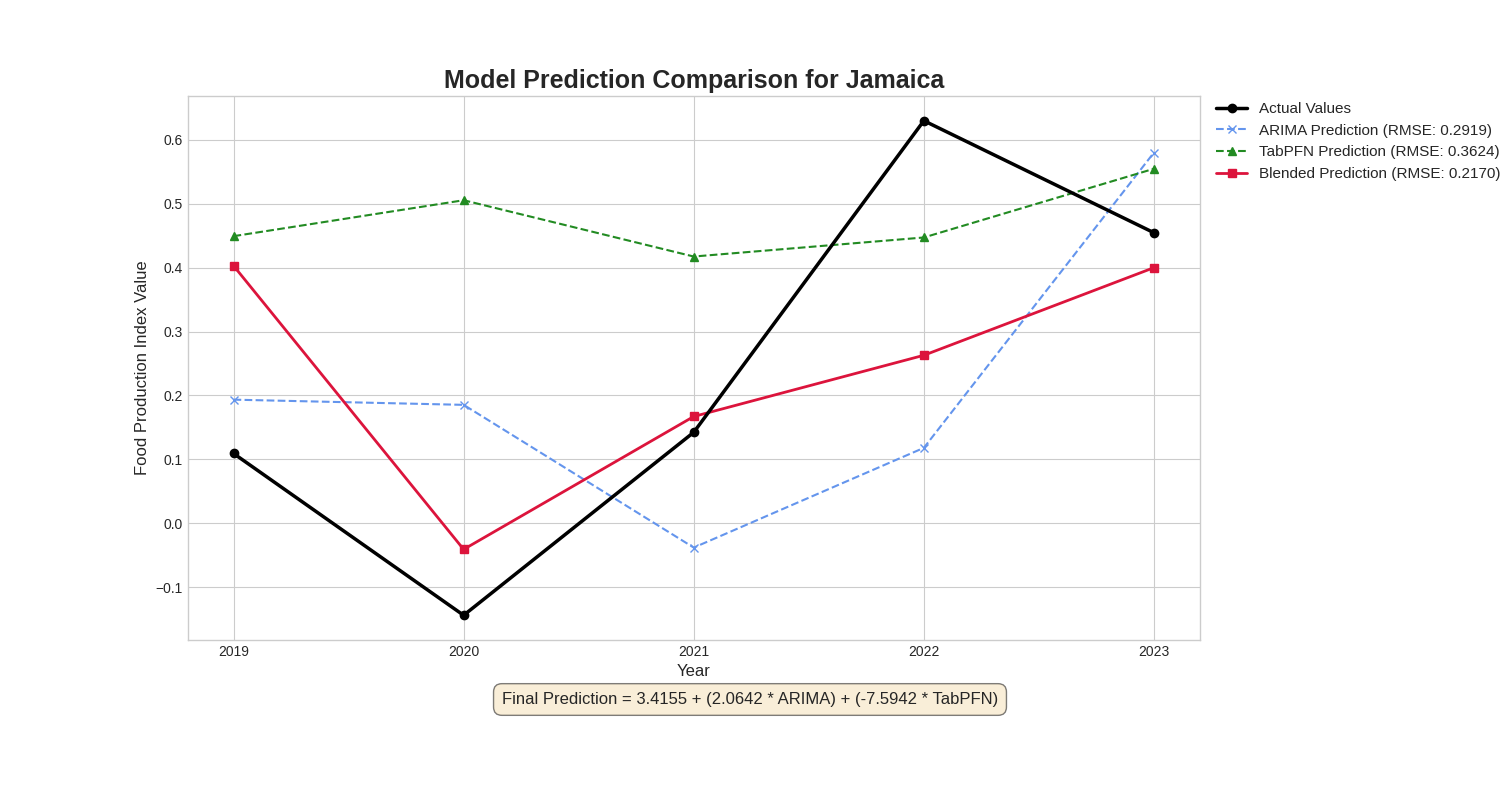 Model Prediction Comparison for Jamaica
Actual Values
ARIMA Prediction (RMSE: 0.2919)
TabPFN Prediction (RMSE: 0.3624)
Blended Prediction (RMSE: 0.2170)
Food Production Index Value
0.6
0.5
0.4
0.3
0.2
0.1
0.0
−0.1
2019 2020 2021 2022 2023
Year
Final Prediction = 3.4155 + (2.0642 * ARIMA) + (-7.5942 * TabPFN)